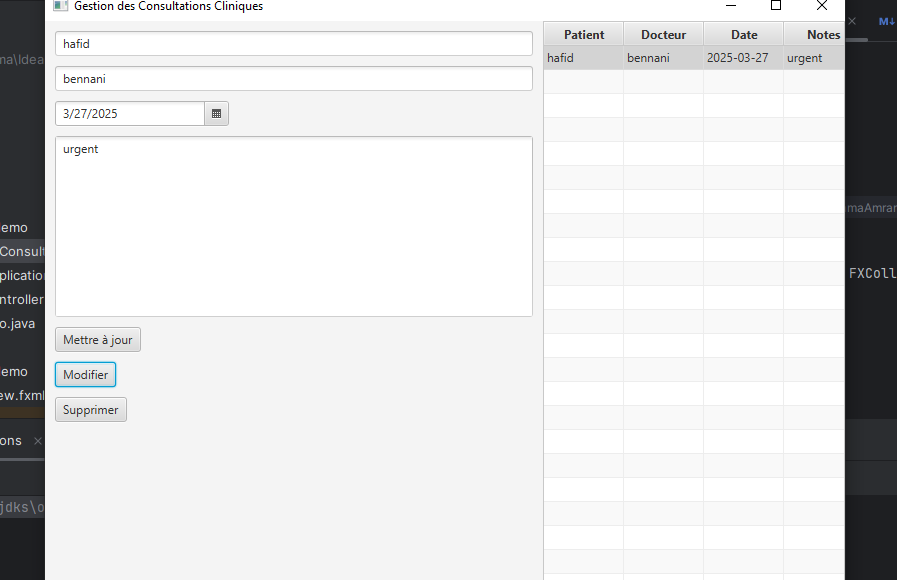 Gestion des Consultations Cliniques
hafid
bennani
3/27/2025
urgent
Mettre à jour
Modifier
Supprimer
Patient Docteur Date Notes
hafid bennani 2025-03-27 urgent
ma\Idea
emo
Consult
plication
ntroller
o.java
emo
ew.fxml
ons
jdks\o
M↓
maAmran
FXColl